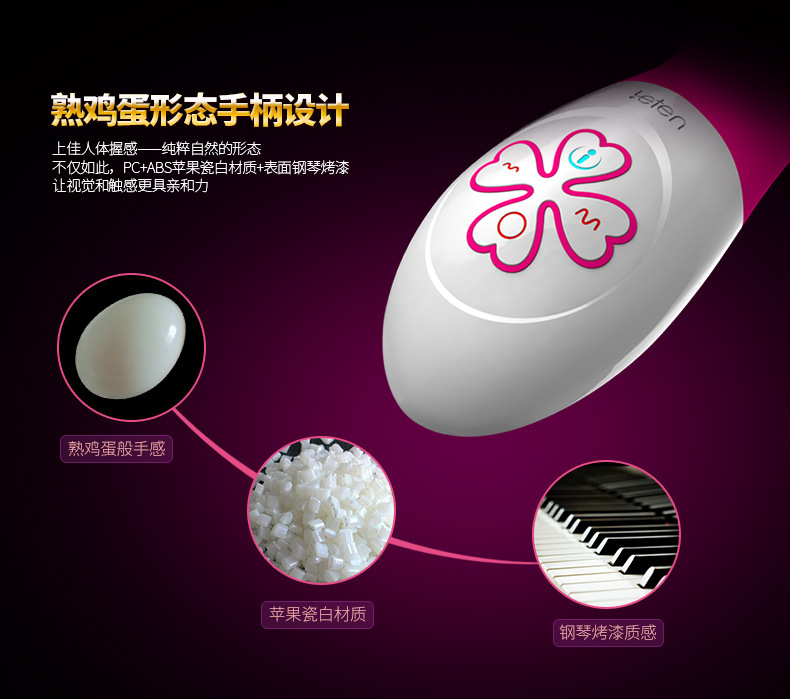 熟鸡蛋形态手柄设计
上佳人体握感——纯粹自然的形态
不仅如此，PC+ABS苹果瓷白材质+表面钢琴烤漆
让视觉和触感更具亲和力
leten
熟鸡蛋般手感
苹果瓷白材质
钢琴烤漆质感